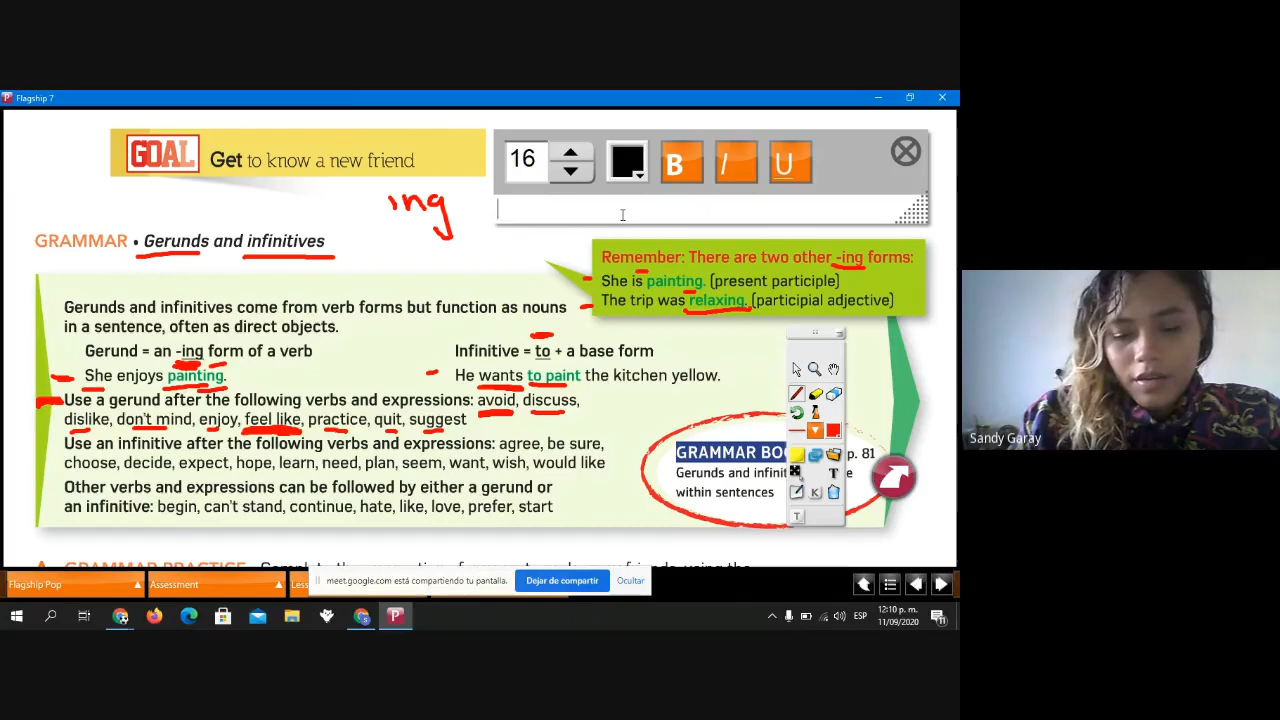 Flagship 7
GOAL Get to know a new friend
16 B I U
ing
GRAMMAR • Gerunds and infinitives
Remember: There are two other -ing forms:
She is painting. (present participle)
The trip was relaxing. (participial adjective)
Gerunds and infinitives come from verb forms but function as nouns
in a sentence, often as direct objects.
Gerund = an -ing form of a verb
Infinitive = to + a base form
She enjoys painting.
He wants to paint the kitchen yellow.
Use a gerund after the following verbs and expressions: avoid, discuss,
dislike, don't mind, enjoy, feel like, practice, quit, suggest
Use an infinitive after the following verbs and expressions: agree, be sure,
choose, decide, expect, hope, learn, need, plan, seem, want, wish, would like
Other verbs and expressions can be followed by either a gerund or
an infinitive: begin, can't stand, continue, hate, like, love, prefer, start
GRAMMAR BOO p. 81
Gerunds and infinit e
within sentences
T
K
T
Sandy Garay
Flagship Pop
Assessment
Less
meet.google.com está compartiendo tu pantalla.
Dejar de compartir
Ocultar
ESP
12:10 p. m.
11/09/2020